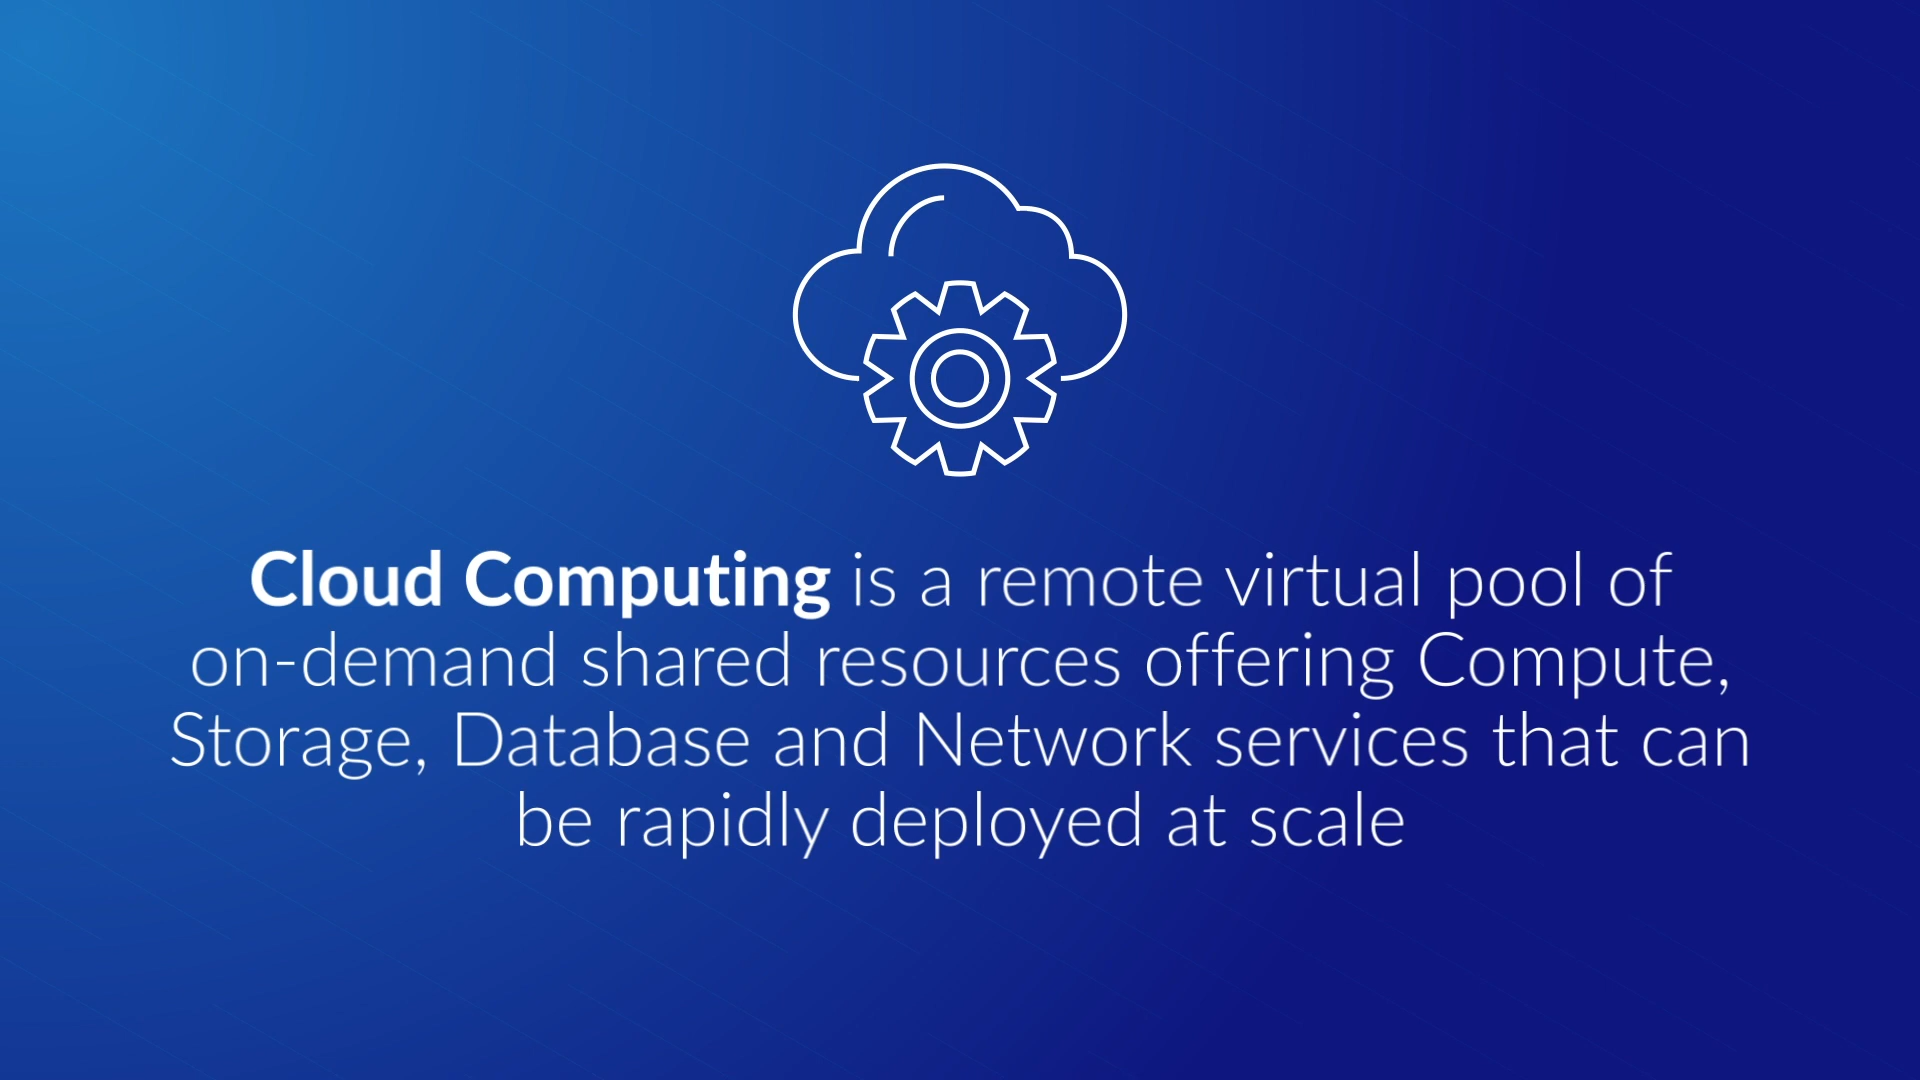 Cloud Computing is a remote virtual pool of
on-demand shared resources offering Compute,
Storage, Database and Network services that can
be rapidly deployed at scale